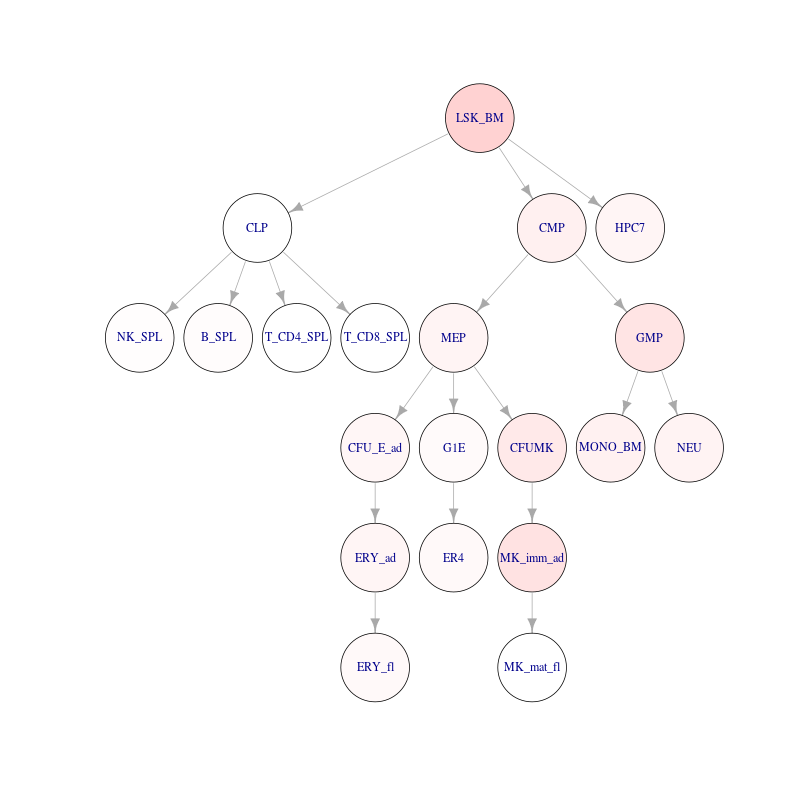 LSK_BM
CLP
CMP
HPC7
NK_SPL
B_SPL
T_CD4_SPL
T_CD8_SPL
MEP
GMP
CFU_E_ad
G1E
CFUMK
MONO_BM
NEU
ERY_ad
ER4
MK_imm_ad
ERY_fl
MK_mat_fl